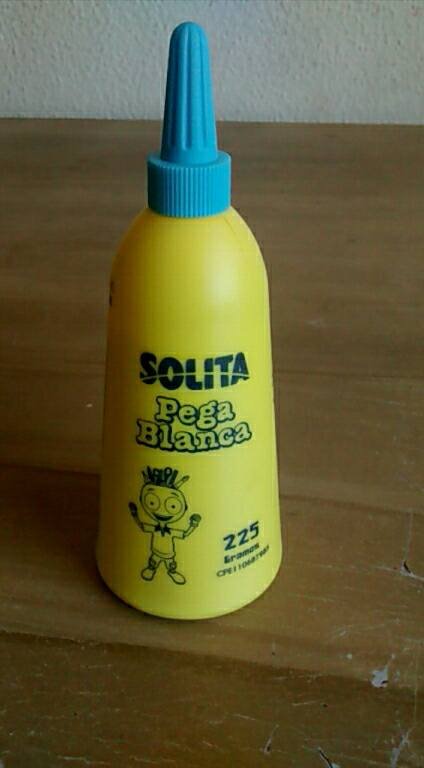 SOLITA
Pega
Blanca
225
Gramos